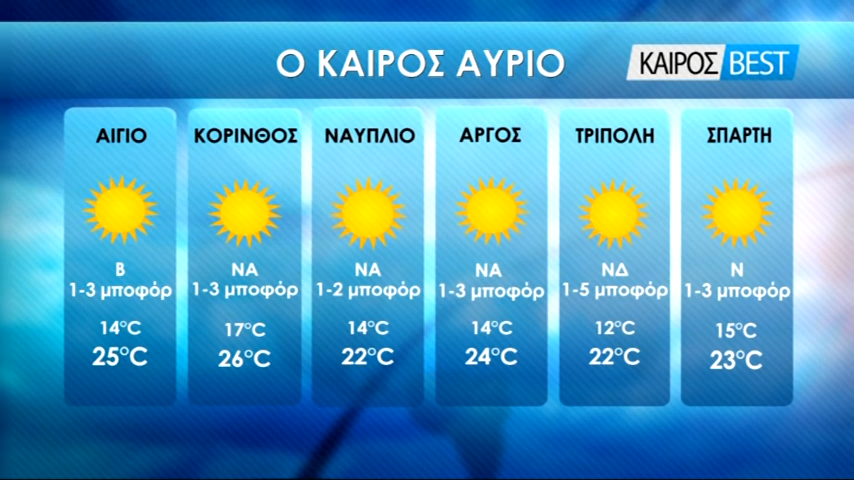 Ο ΚΑΙΡΟΣ ΑΥΡΙΟ
ΚΑΙΡΟΣ BEST
ΑΙΓΙΟ
Β
1-3 μποφόρ
14°C
25°C
ΚΟΡΙΝΘΟΣ
ΝΑ
1-3 μποφόρ
17°C
26°C
ΝΑΥΠΛΙΟ
ΝΑ
1-2 μποφόρ
14°C
22°C
ΑΡΓΟΣ
ΝΑ
1-3 μποφόρ
14°C
24°C
ΤΡΙΠΟΛΗ
ΝΔ
1-5 μποφόρ
12°C
22°C
ΣΠΑΡΤΗ
Ν
1-3 μποφόρ
15°C
23°C